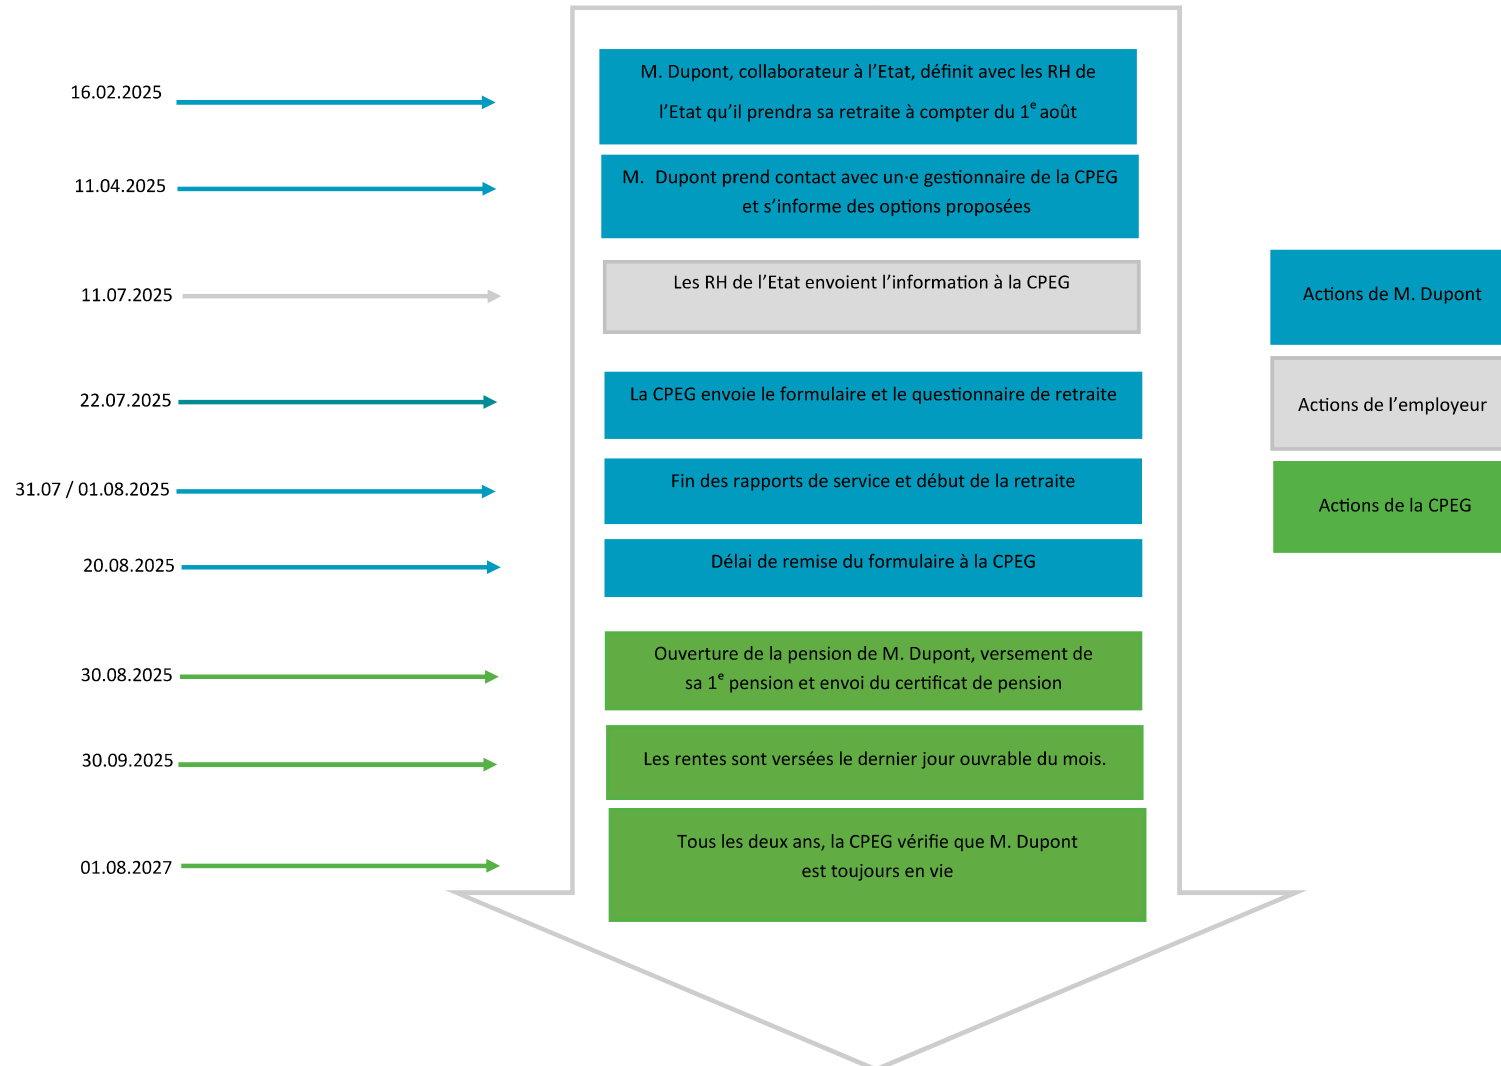 16.02.2025
M. Dupont, collaborateur à l’Etat, définit avec les RH de
l’Etat qu’il prendra sa retraite à compter du 1e août
11.04.2025
M. Dupont prend contact avec un·e gestionnaire de la CPEG
et s’informe des options proposées
11.07.2025
Les RH de l’Etat envoient l’information à la CPEG
22.07.2025
La CPEG envoie le formulaire et le questionnaire de retraite
31.07 / 01.08.2025
Fin des rapports de service et début de la retraite
20.08.2025
Délai de remise du formulaire à la CPEG
30.08.2025
Ouverture de la pension de M. Dupont, versement de
sa 1e pension et envoi du certificat de pension
30.09.2025
Les rentes sont versées le dernier jour ouvrable du mois.
01.08.2027
Tous les deux ans, la CPEG vérifie que M. Dupont
est toujours en vie
Actions de M. Dupont
Actions de l’employeur
Actions de la CPEG